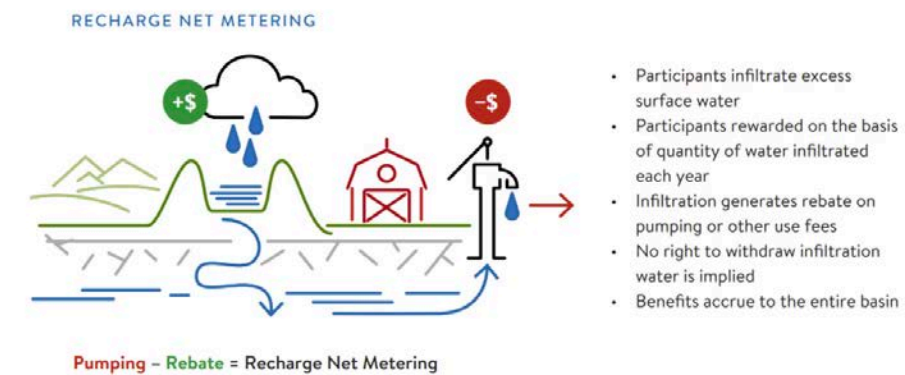 RECHARGE NET METERING
+$
–$
• Participants infiltrate excess
surface water
• Participants rewarded on the basis
of quantity of water infiltrated
each year
• Infiltration generates rebate on
pumping or other use fees
• No right to withdraw infiltration
water is implied
• Benefits accrue to the entire basin
Pumping – Rebate = Recharge Net Metering